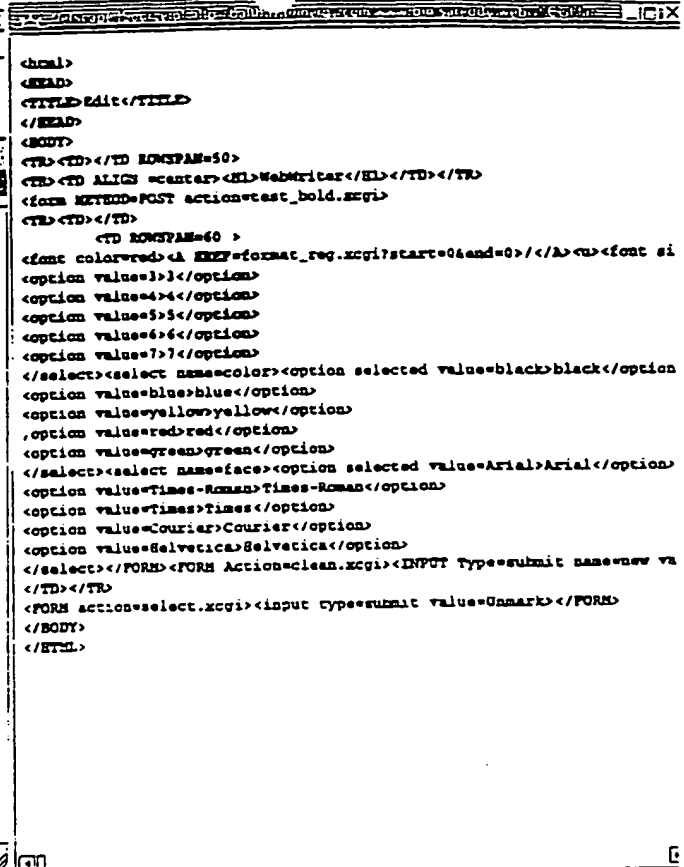 <html>
<HEAD>
<TITLE>Edit</TITLE>
</HEAD>
<BODY>
<TR><TD></TD ROWSPAN=50>
<TR><TD ALIGN =center><H1>WebWriter</H1></TD></TR>
<form METHOD=POST action=test_bold.xcgi>
<TR><TD></TD>
<TD ROWSPAN=60 >
<font color=red><A HREF=format_reg.xcgi?start=0&end=0>/</A><u><font si
<option value=3>3</option>
<option value=4>4</option>
<option value=5>5</option>
<option value=6>6</option>
<option value=7>7</option>
</select><select name=color><option selected value=black>black</option
<option value=blue>blue</option>
<option value=yellow>yellow</option>
,option value=red>red</option>
<option value=green>green</option>
</select><select name=face><option selected value=Arial>Arial</option>
<option value=Times-Roman>Times-Roman</option>
<option value=Times>Times</option>
<option value=Courier>Courier</option>
<option value=Helvetica>Helvetica</option>
</select></FORM><FORM Action=clean.xcgi><INPUT Type=submit name=new va
</TD></TR>
<FORM action=select.xcgi><input type=submit value=Unmark></FORM>
</BODY>
</HTML>